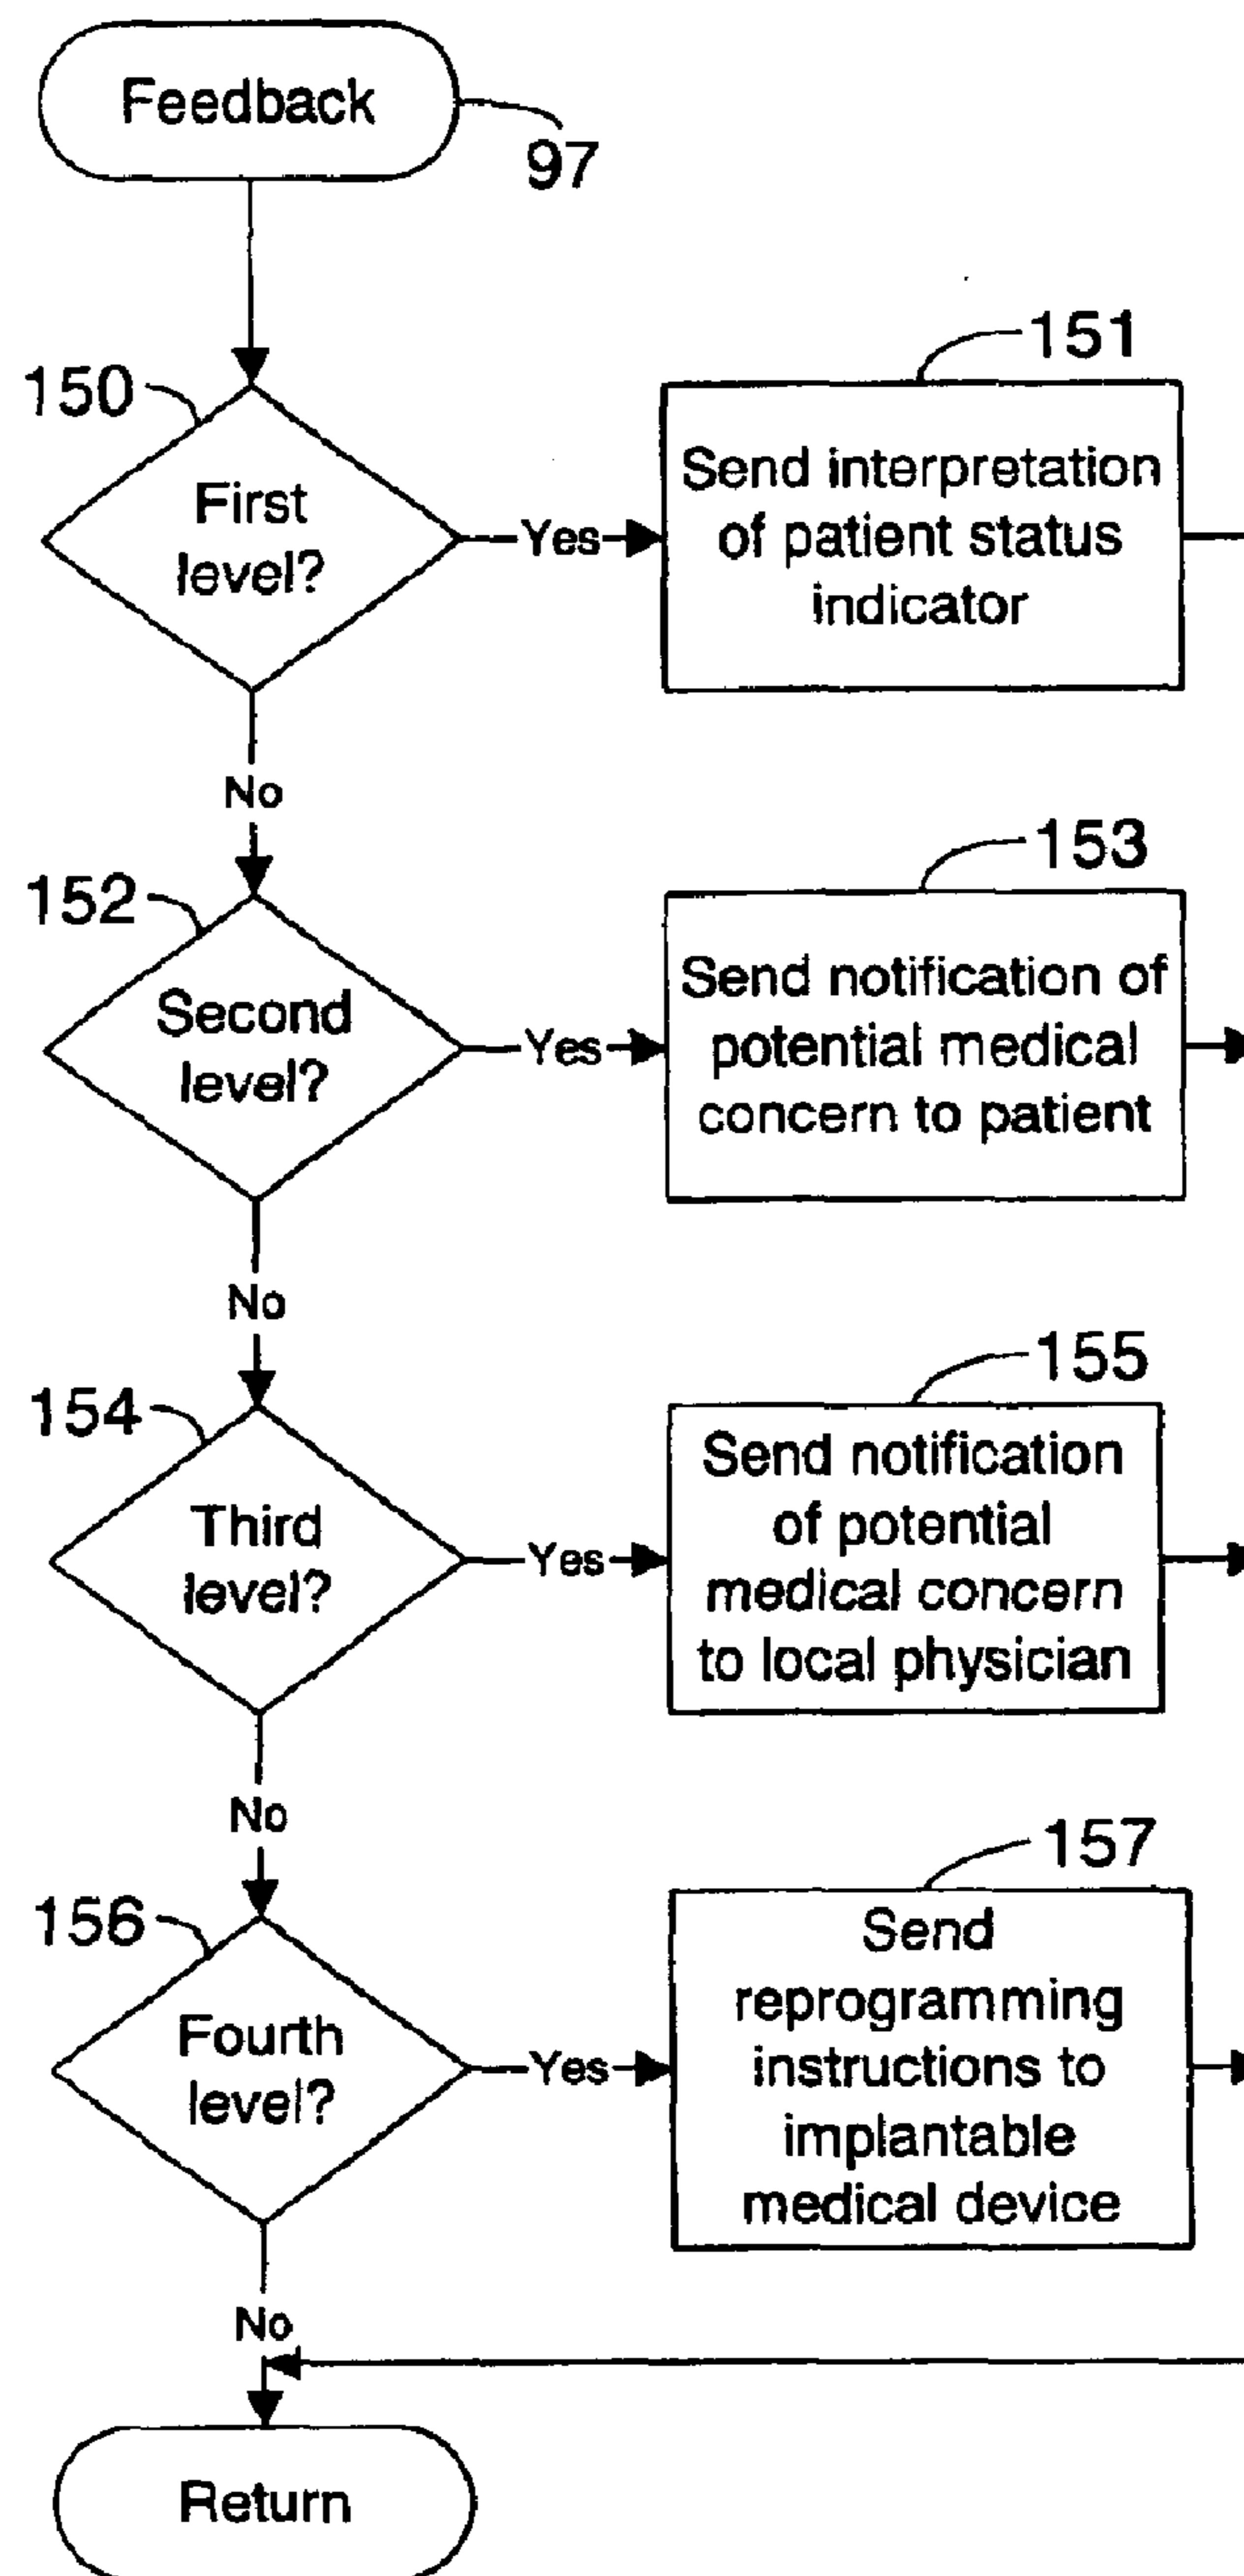 Feedback
97
150
First
level?
Yes
151
Send interpretation
of patient status
indicator
No
152
Second
level?
Yes
153
Send notification of
potential medical
concern to patient
No
154
Third
level?
Yes
155
Send notification
of potential
medical concern
to local physician
No
156
Fourth
level?
Yes
157
Send
reprogramming
instructions to
implantable
medical device
No
Return